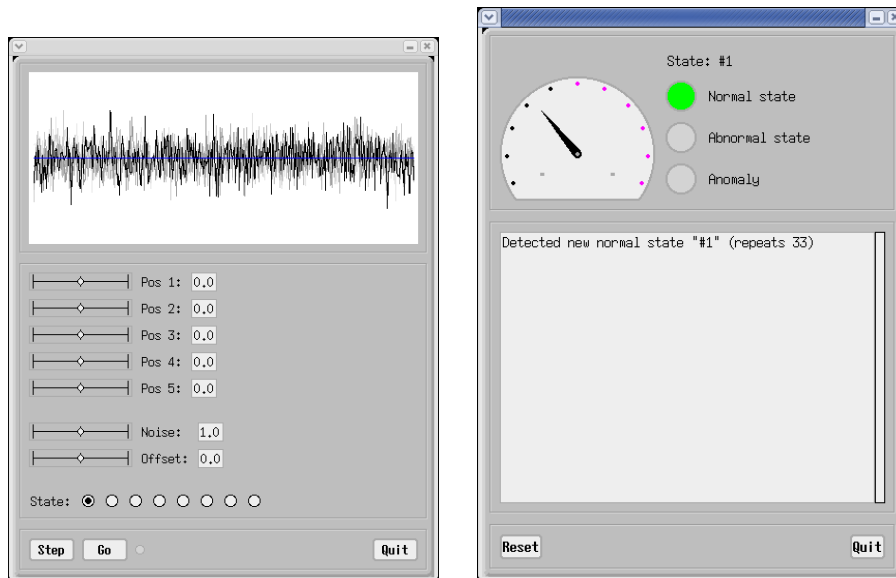 Pos 1: 0.0
Pos 2: 0.0
Pos 3: 0.0
Pos 4: 0.0
Pos 5: 0.0
Noise: 1.0
Offset: 0.0
State:
Step Go Quit
State: #1
Normal state
Abnormal state
Anomaly
Detected new normal state "#1" (repeats 33)
Reset Quit